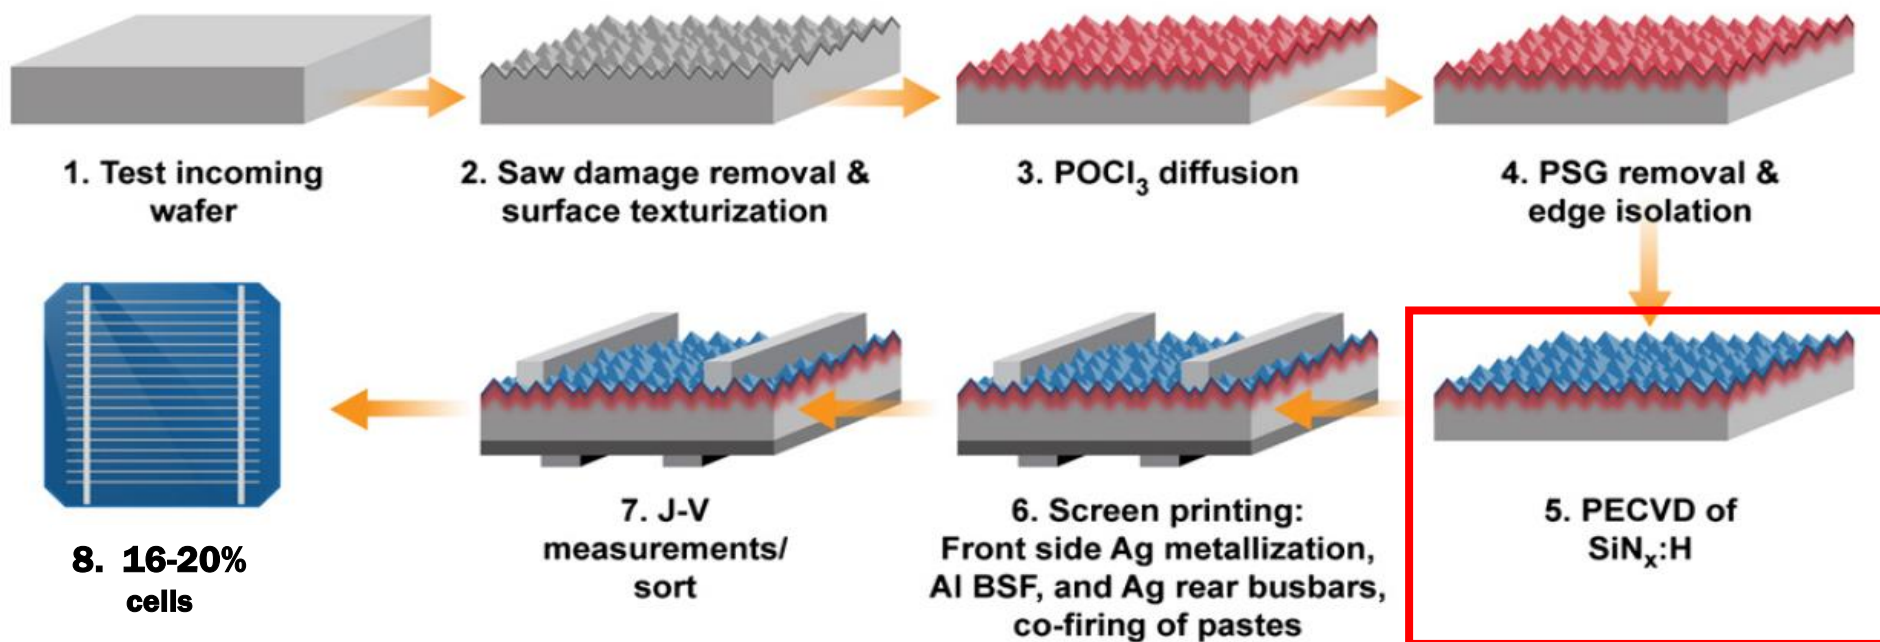 1. Test incoming
wafer
2. Saw damage removal &
surface texturization
3. POCl₃ diffusion
4. PSG removal &
edge isolation
5. PECVD of
SiNₓ:H
6. Screen printing:
Front side Ag metallization,
Al BSF, and Ag rear busbars,
co-firing of pastes
7. J-V
measurements/
sort
8. 16-20%
cells